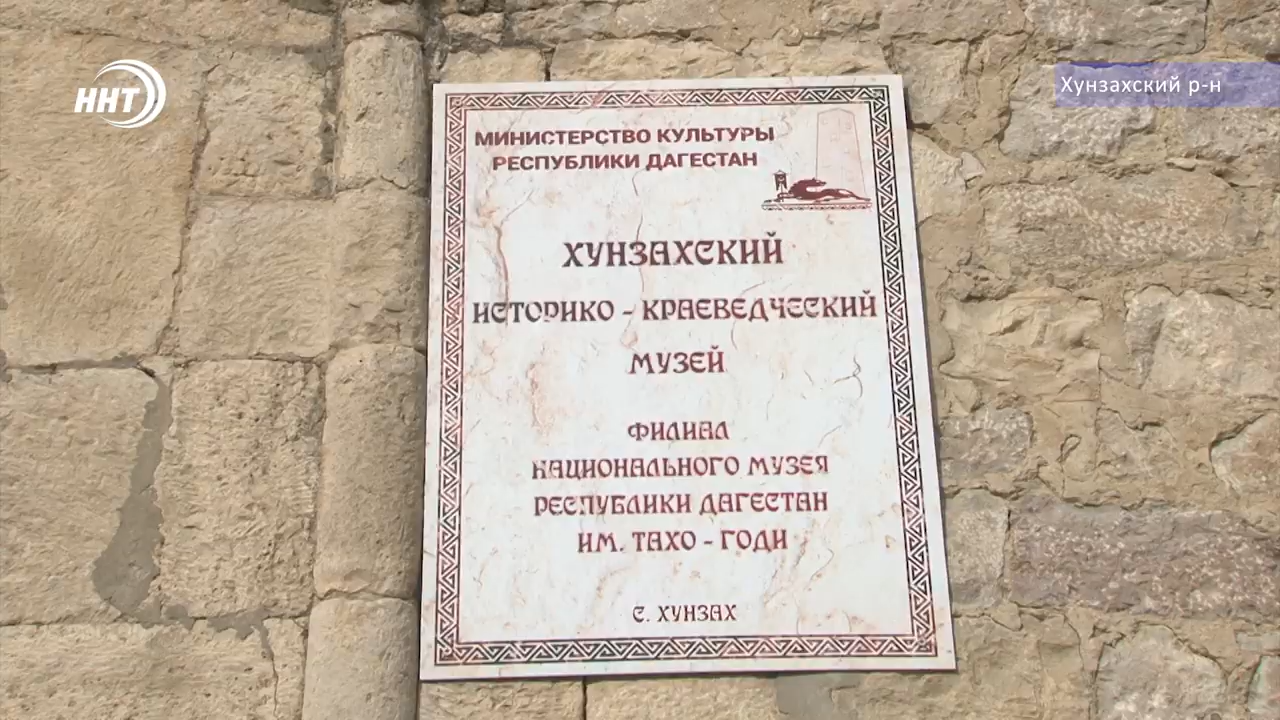 ННТ
Хунзахский р-н
МИНИСТЕРСТВО КУЛЬТУРЫ
РЕСПУБЛИКИ ДАГЕСТАН
ХУНЗАХСКИЙ
ИСТОРИКО - КРАЕВЕДЧЕСКИЙ
МУЗЕЙ
ФИЛИАЛ
НАЦИОНАЛЬНОГО МУЗЕЯ
РЕСПУБЛИКИ ДАГЕСТАН
ИМ. ТАХО - ГОДИ
С. ХУНЗАХ